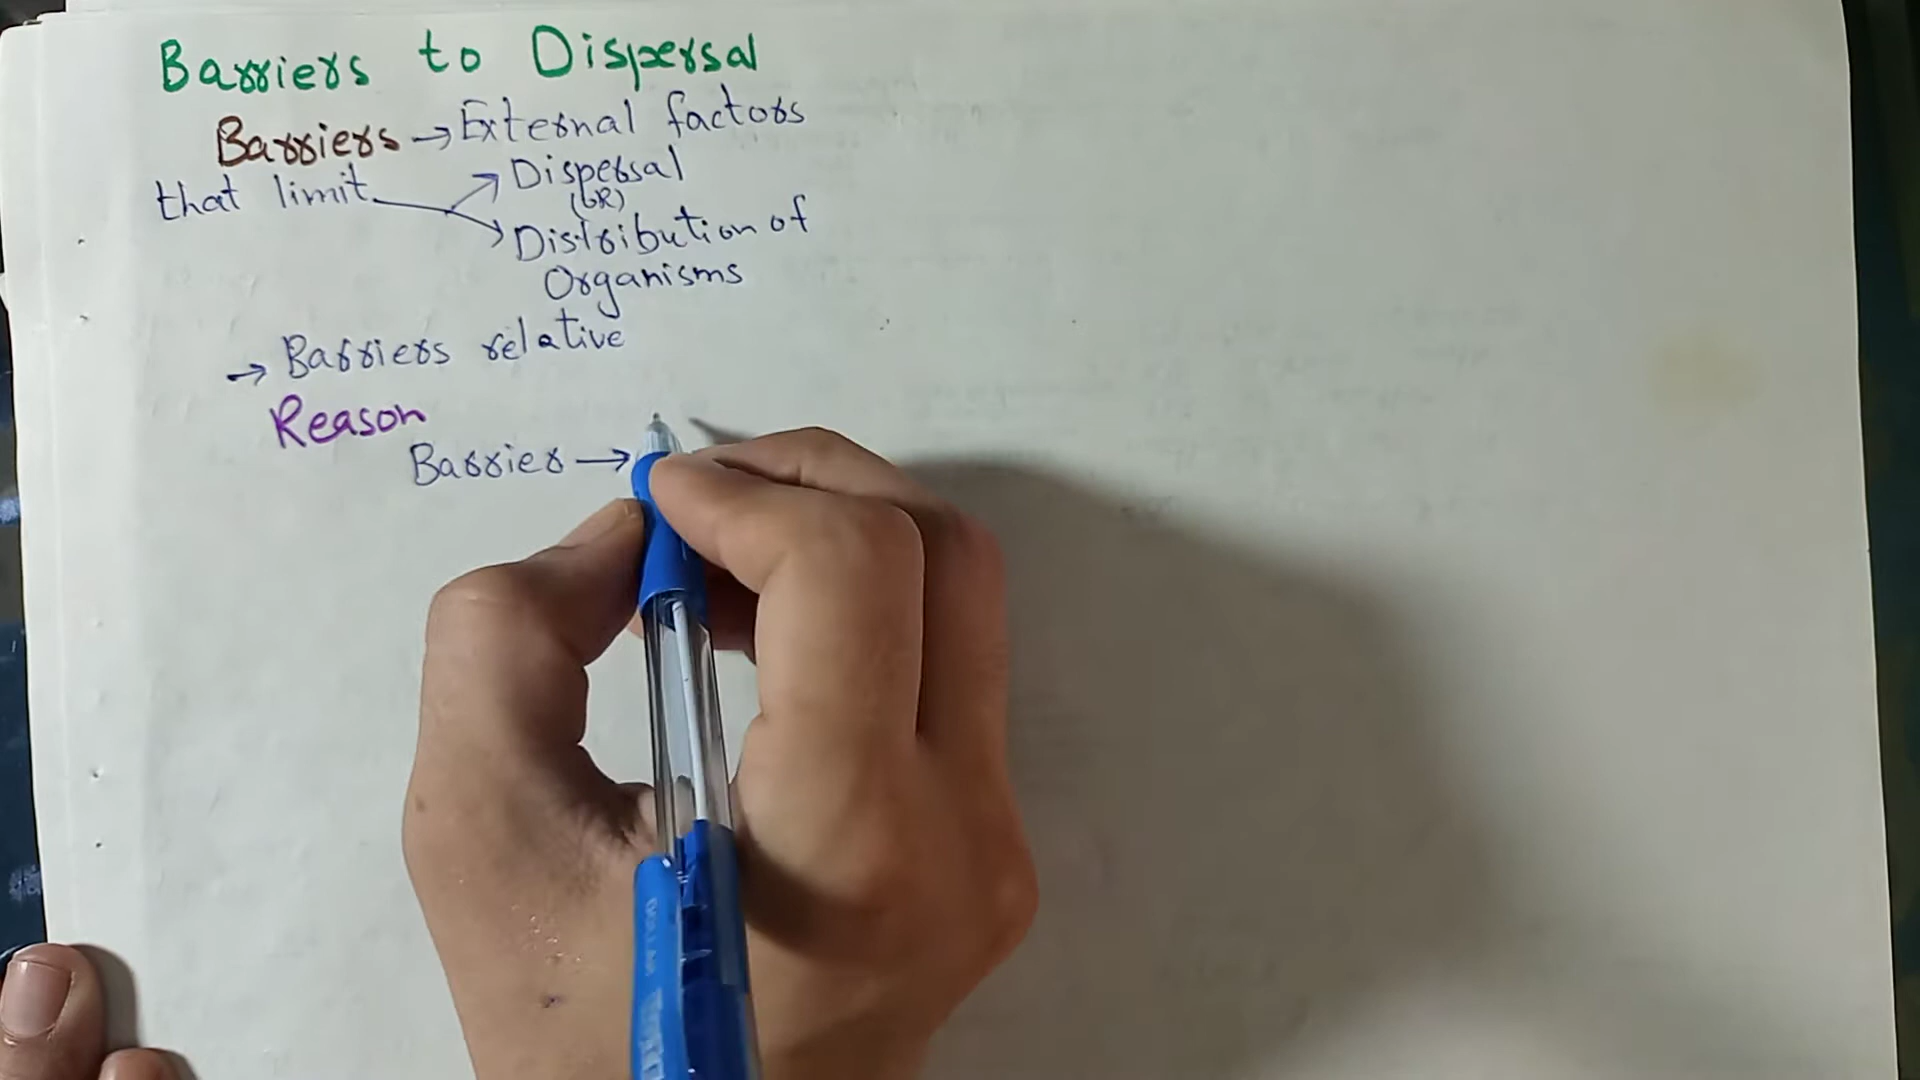 Barriers to Dispersal
Barriers → External factors
that limit → Dispersal
(OR)
→ Distribution of
Organisms
→ Barriers relative
Reason
Barrier →